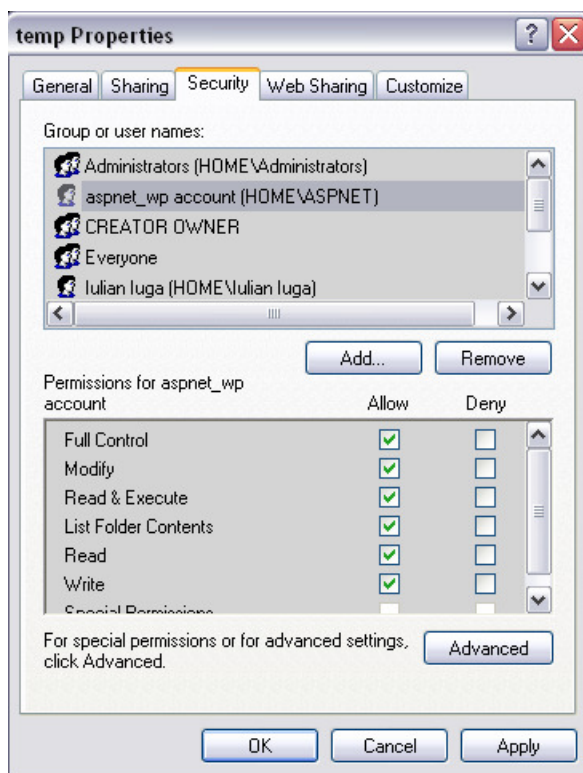 temp Properties
General Sharing Security Web Sharing Customize
Group or user names:
Administrators (HOME\Administrators)
aspnet_wp account (HOME\ASPNET)
CREATOR OWNER
Everyone
Iulian Iuga (HOME\Iulian Iuga)
Add... Remove
Permissions for aspnet_wp
account Allow Deny
Full Control
Modify
Read & Execute
List Folder Contents
Read
Write
Special Permissions
For special permissions or for advanced settings,
click Advanced. Advanced
OK Cancel Apply